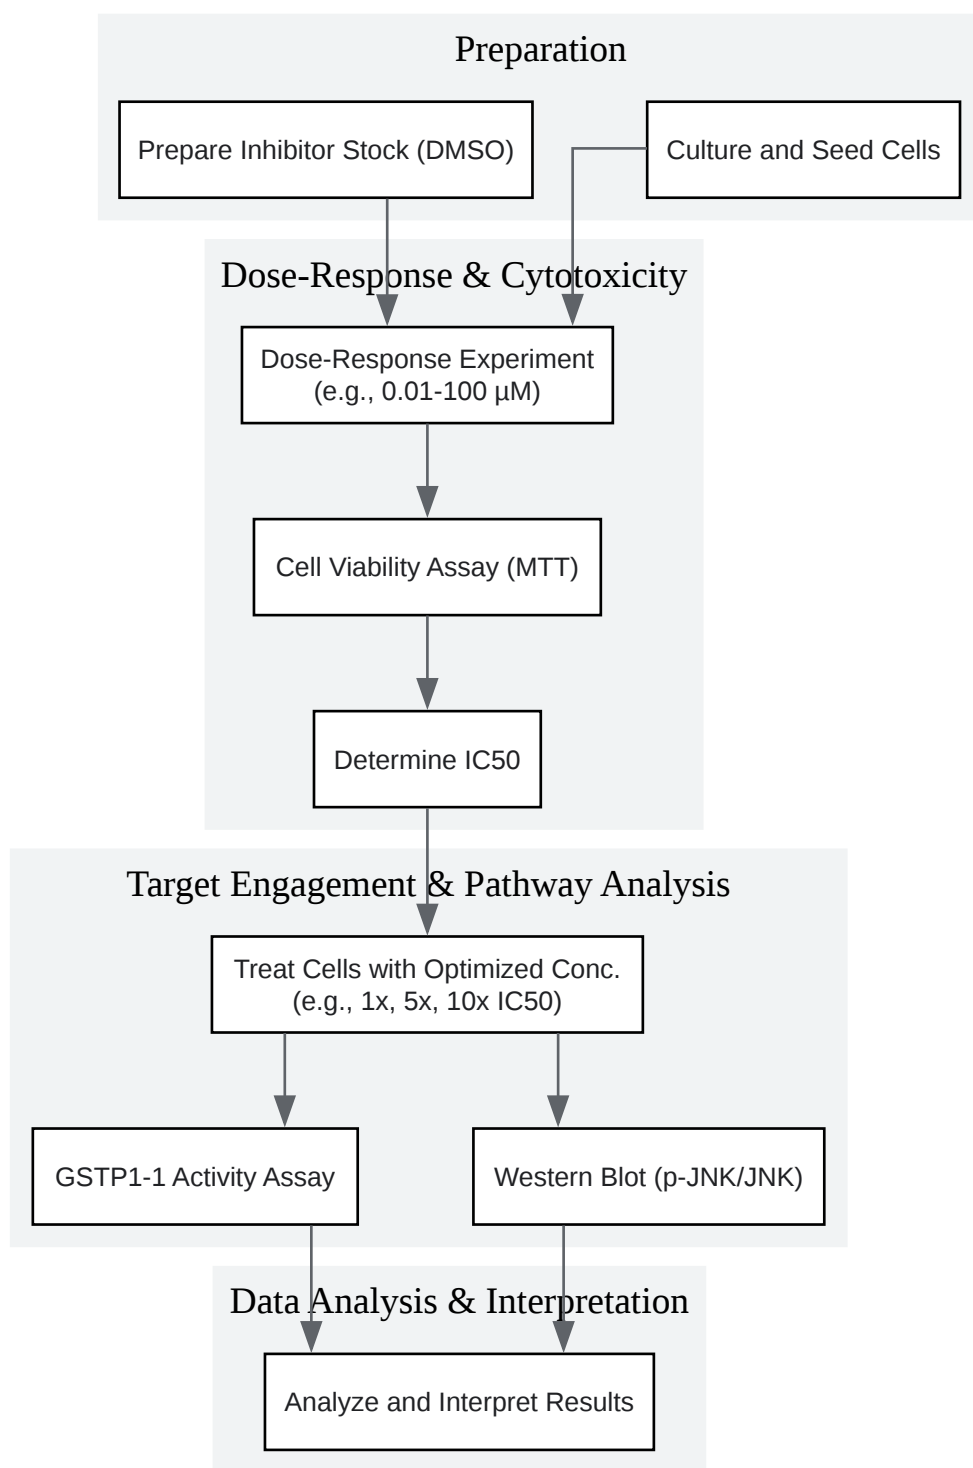 Preparation
Prepare Inhibitor Stock (DMSO)
Culture and Seed Cells
Dose-Response & Cytotoxicity
Dose-Response Experiment
(e.g., 0.01-100 µM)
Cell Viability Assay (MTT)
Determine IC50
Target Engagement & Pathway Analysis
Treat Cells with Optimized Conc.
(e.g., 1x, 5x, 10x IC50)
GSTP1-1 Activity Assay
Western Blot (p-JNK/JNK)
Data Analysis & Interpretation
Analyze and Interpret Results